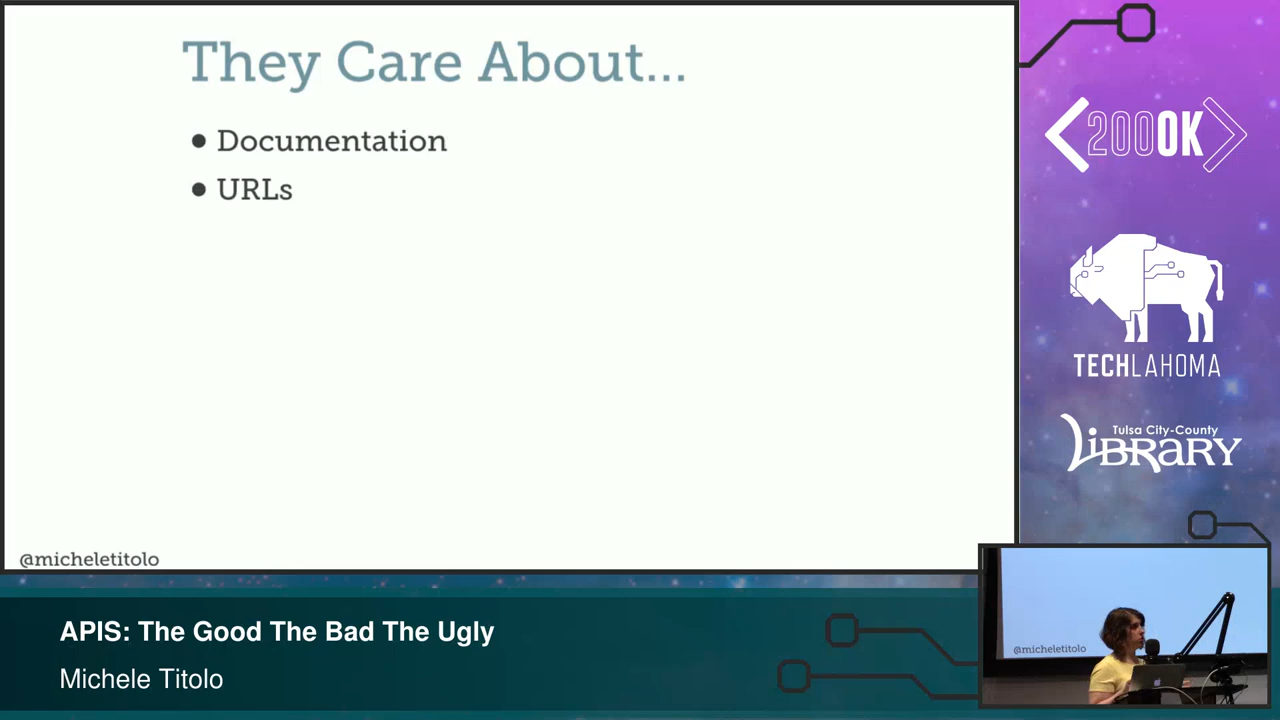 They Care About...
• Documentation
• URLs
@micheletitolo
<200OK>
TECHLAHOMA
Tulsa City-County
LiBRARY
@micheletitolo
APIS: The Good The Bad The Ugly
Michele Titolo